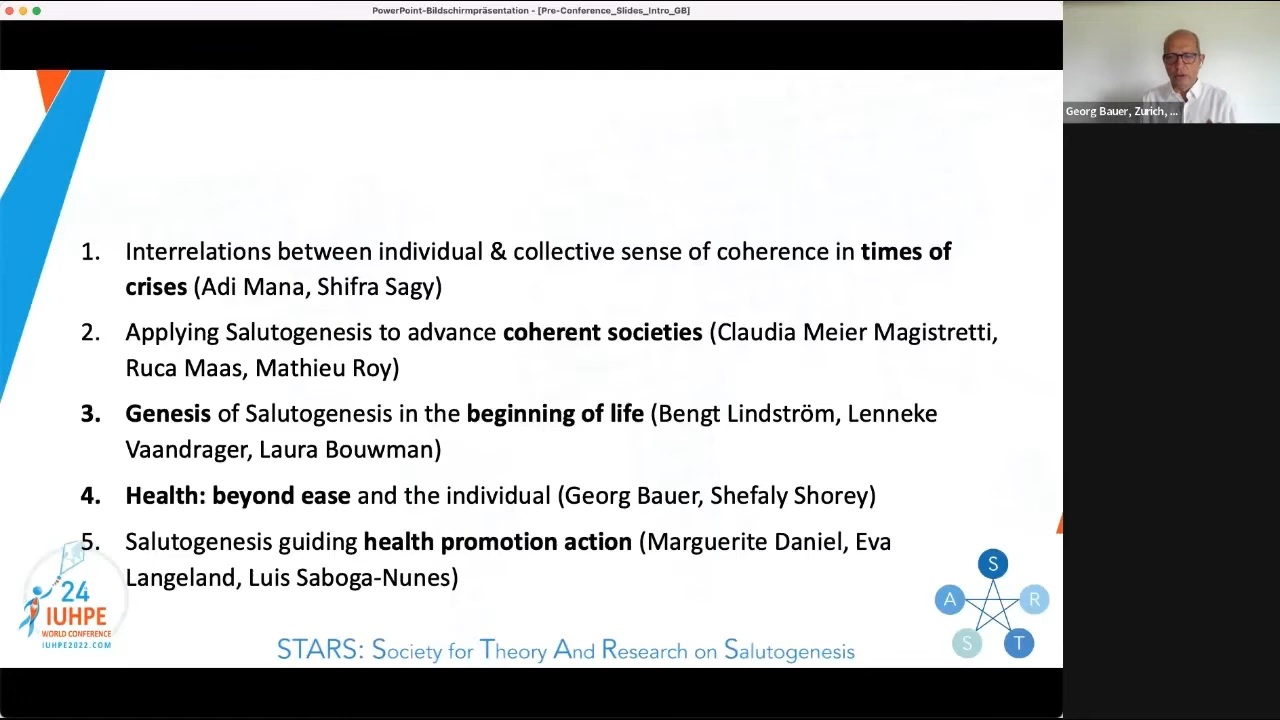 PowerPoint-Bildschirmpräsentation - [Pre-Conference_Slides_Intro_GB]
Georg Bauer, Zurich, ...
1. Interrelations between individual & collective sense of coherence in times of
crises (Adi Mana, Shifra Sagy)
2. Applying Salutogenesis to advance coherent societies (Claudia Meier Magistretti,
Ruca Maas, Mathieu Roy)
3. Genesis of Salutogenesis in the beginning of life (Bengt Lindström, Lenneke
Vaandrager, Laura Bouwman)
4. Health: beyond ease and the individual (Georg Bauer, Shefaly Shorey)
5. Salutogenesis guiding health promotion action (Marguerite Daniel, Eva
Langeland, Luis Saboga-Nunes)
24
IUHPE
WORLD CONFERENCE
IUHPE2022.COM
STARS: Society for Theory And Research on Salutogenesis
S
A R
S T